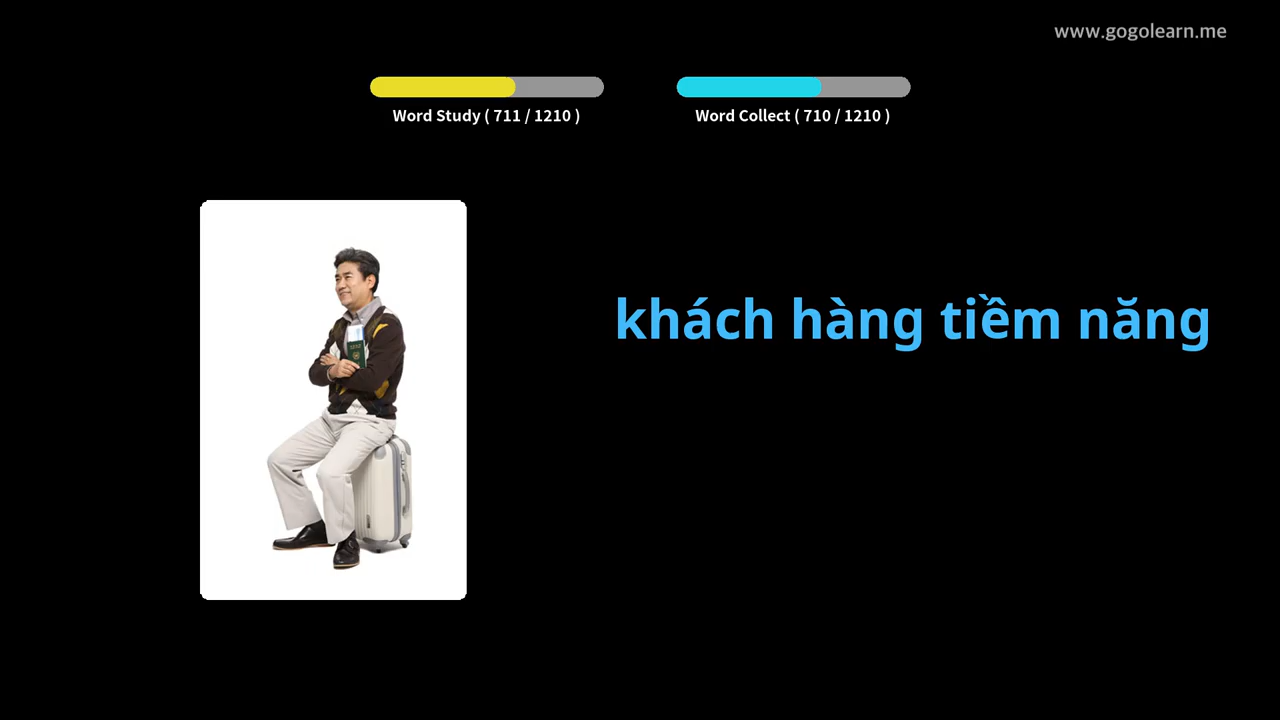 www.gogolearn.me
Word Study ( 711 / 1210 )
Word Collect ( 710 / 1210 )
khách hàng tiềm năng